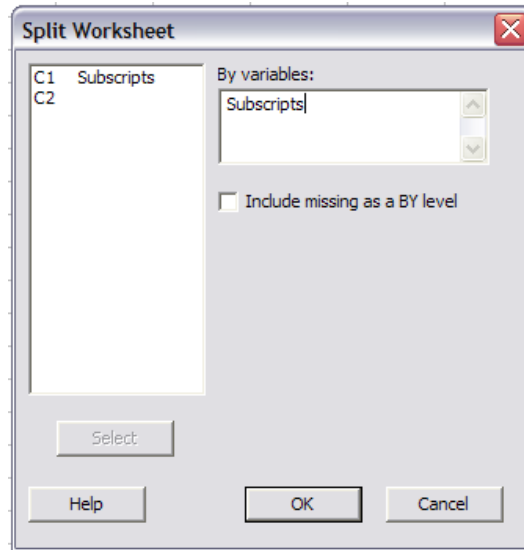 Split Worksheet
C1 Subscripts
C2
By variables:
Subscripts
Include missing as a BY level
Select
Help
OK
Cancel